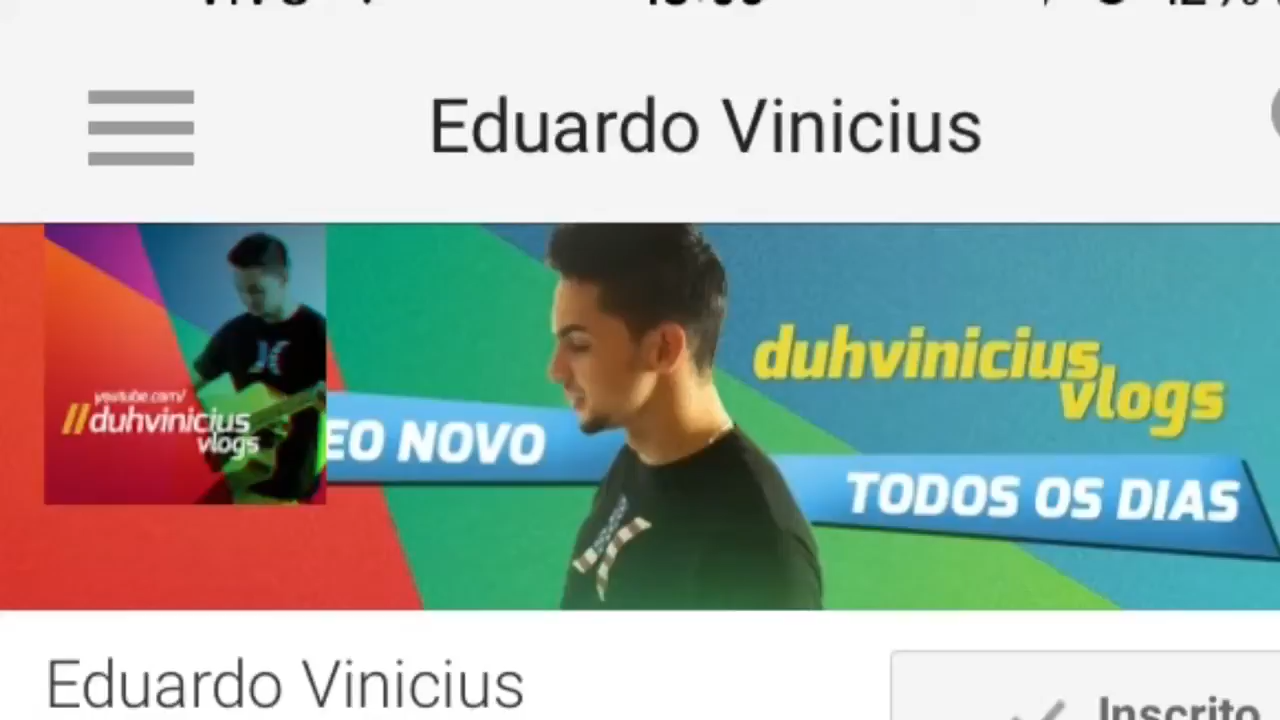 Eduardo Vinicius
duhvinicius
vlogs
youtube.com/
//duhvinicius
vlogs
EO NOVO
TODOS OS DIAS
Eduardo Vinicius
Inscrito